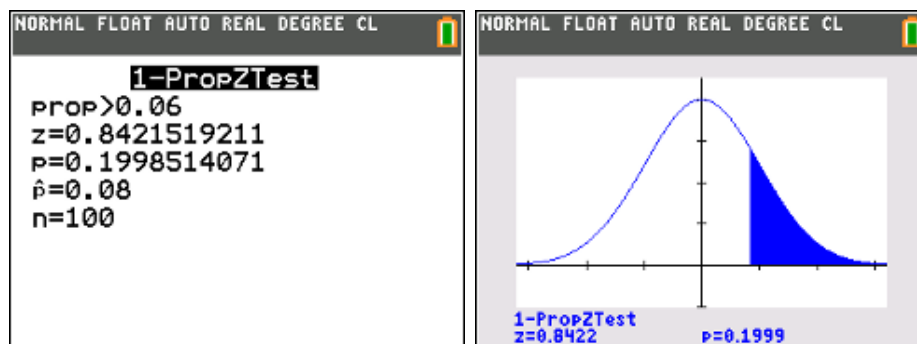 NORMAL FLOAT AUTO REAL DEGREE CL
1-PropZTest
prop>0.06
z=0.8421519211
p=0.1998514071
p̂=0.08
n=100
NORMAL FLOAT AUTO REAL DEGREE CL
1-PropZTest
z=0.8422 p=0.1999